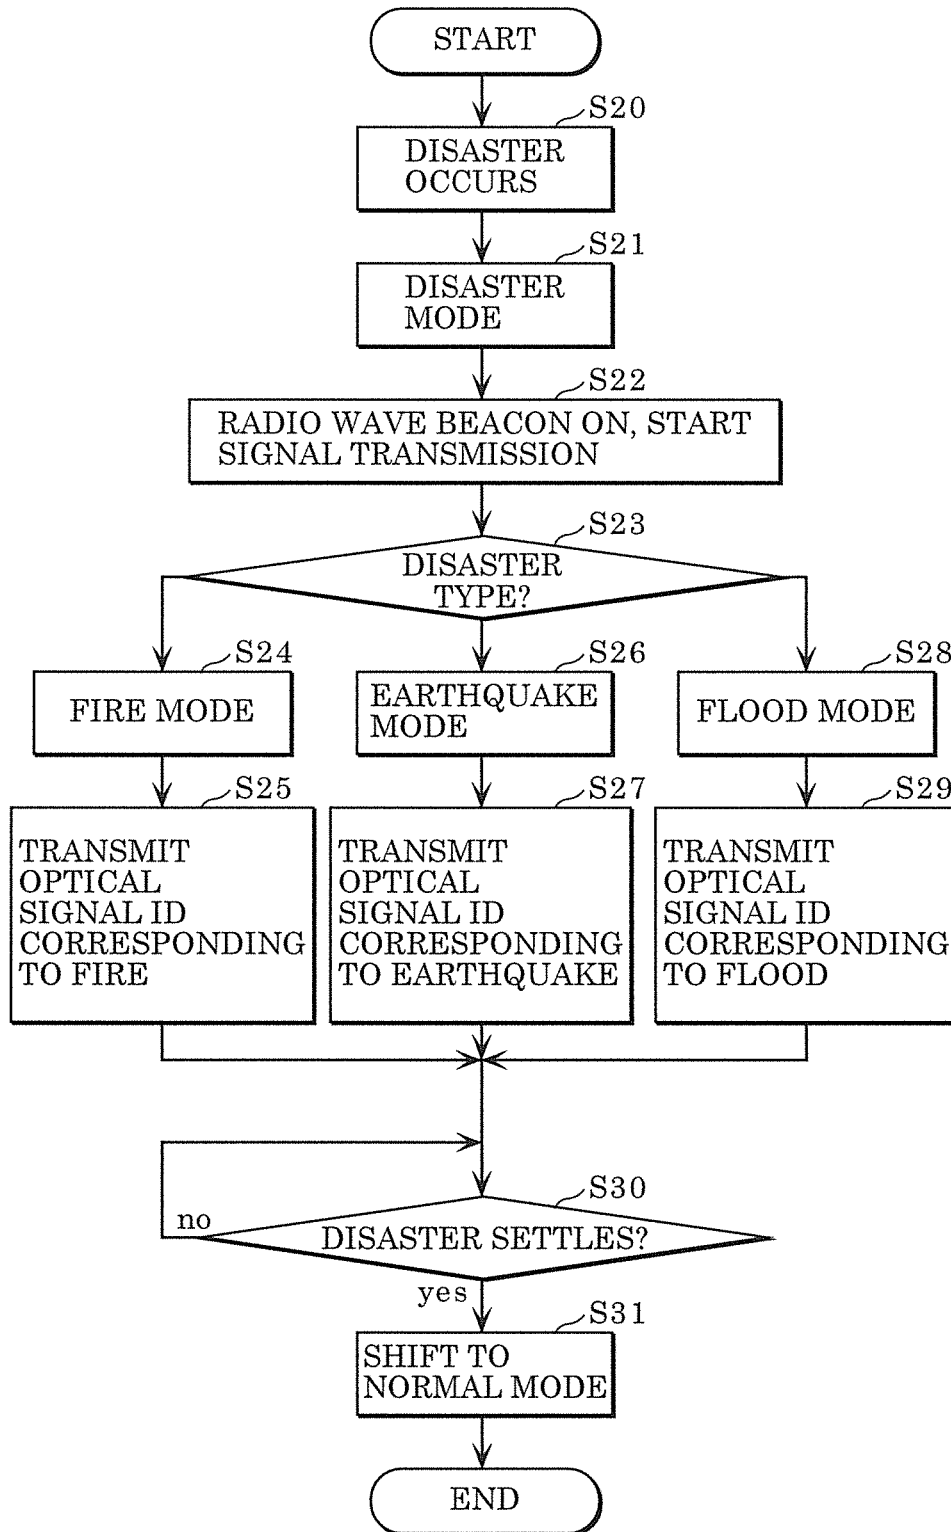 START
S20
DISASTER
OCCURS
S21
DISASTER
MODE
S22
RADIO WAVE BEACON ON, START
SIGNAL TRANSMISSION
S23
DISASTER
TYPE?
S24
FIRE MODE
S26
EARTHQUAKE
MODE
S28
FLOOD MODE
S25
TRANSMIT
OPTICAL
SIGNAL ID
CORRESPONDING
TO FIRE
S27
TRANSMIT
OPTICAL
SIGNAL ID
CORRESPONDING
TO EARTHQUAKE
S29
TRANSMIT
OPTICAL
SIGNAL ID
CORRESPONDING
TO FLOOD
S30
no
DISASTER SETTLES?
yes
S31
SHIFT TO
NORMAL MODE
END